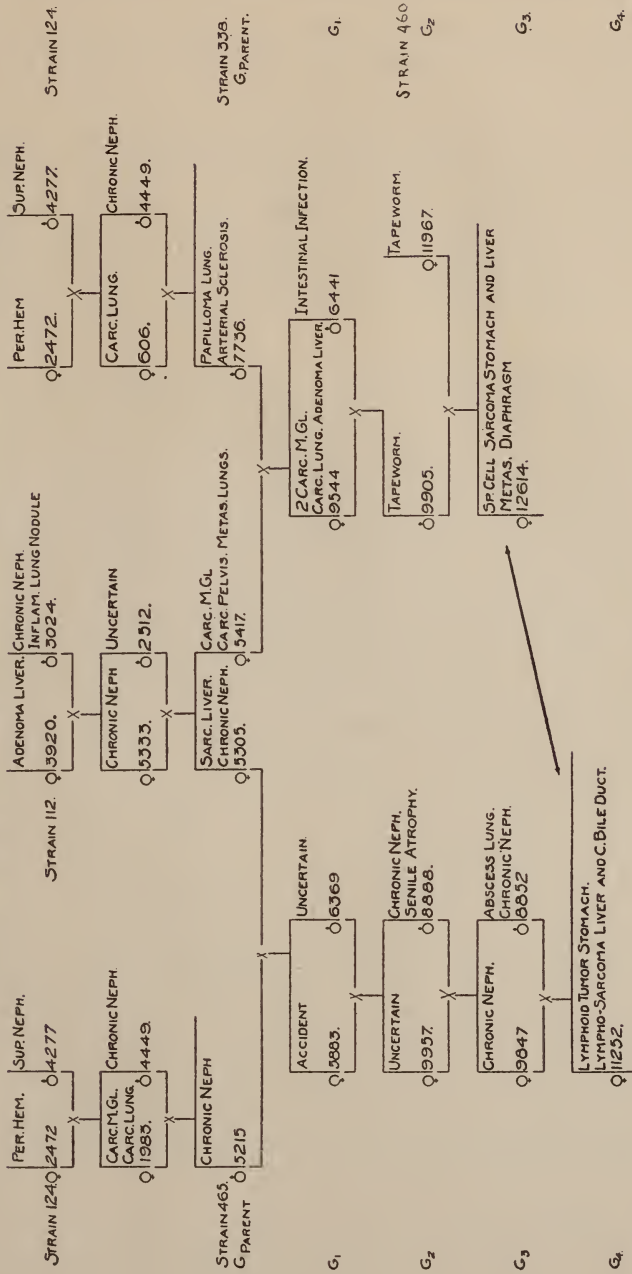 STRAIN 124.
PER. HEM.
♀2472
SUP. NEPH.
♂4277
CARC. M. GL.
CARC. LUNG
♀1983.
CHRONIC NEPH.
♂4449.
STRAIN 465.
G PARENT
CHRONIC NEPH
♂5215
STRAIN 112.
ADENOMA LIVER.
♀3920.
CHRONIC NEPH.
INFLAM. LUNG NODULE
♂3024.
CHRONIC NEPH
♀5333.
UNCERTAIN
♂2512.
SARC. LIVER.
CHRONIC NEPH.
♀5305.
CARC. M. GL
CARC. PELVIS. METAS. LUNGS.
♀5417.
STRAIN 124.
PER. HEM
♀2472.
SUP. NEPH.
♂4277.
CARC. LUNG.
♀1606.
CHRONIC NEPH.
♂4449.
STRAIN 338.
G. PARENT.
PAPILLOMA LUNG.
ARTERIAL SCLEROSIS.
♂7736.
G1
ACCIDENT
♀5883.
UNCERTAIN.
♂6369
2 CARC. M. GL.
CARC. LUNG. ADENOMA LIVER.
♀9544
INTESTINAL INFECTION.
♂6441
G1.
G2
UNCERTAIN
♀9957.
CHRONIC NEPH.
SENILE ATROPHY.
♂8888.
TAPEWORM.
♂9905.
TAPEWORM.
♀11967.
STRAIN 460
G2
G3
CHRONIC NEPH.
♀9847
ABSCESS LUNG.
CHRONIC NEPH.
♂8852
SP. CELL SARCOMA STOMACH AND LIVER
METAS. DIAPHRAGM
♀12614.
G3.
G4
LYMPHOID TUMOR STOMACH.
LYMPHO-SARCOMA LIVER AND C. BILE DUCT.
♀11252.
G4.